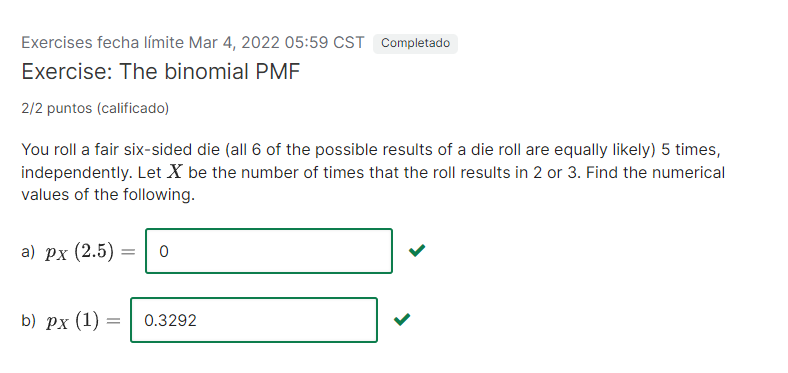 Exercises fecha límite Mar 4, 2022 05:59 CST Completado
Exercise: The binomial PMF
2/2 puntos (calificado)
You roll a fair six-sided die (all 6 of the possible results of a die roll are equally likely) 5 times,
independently. Let X be the number of times that the roll results in 2 or 3. Find the numerical
values of the following.
a) pX (2.5) = 0
b) pX (1) = 0.3292